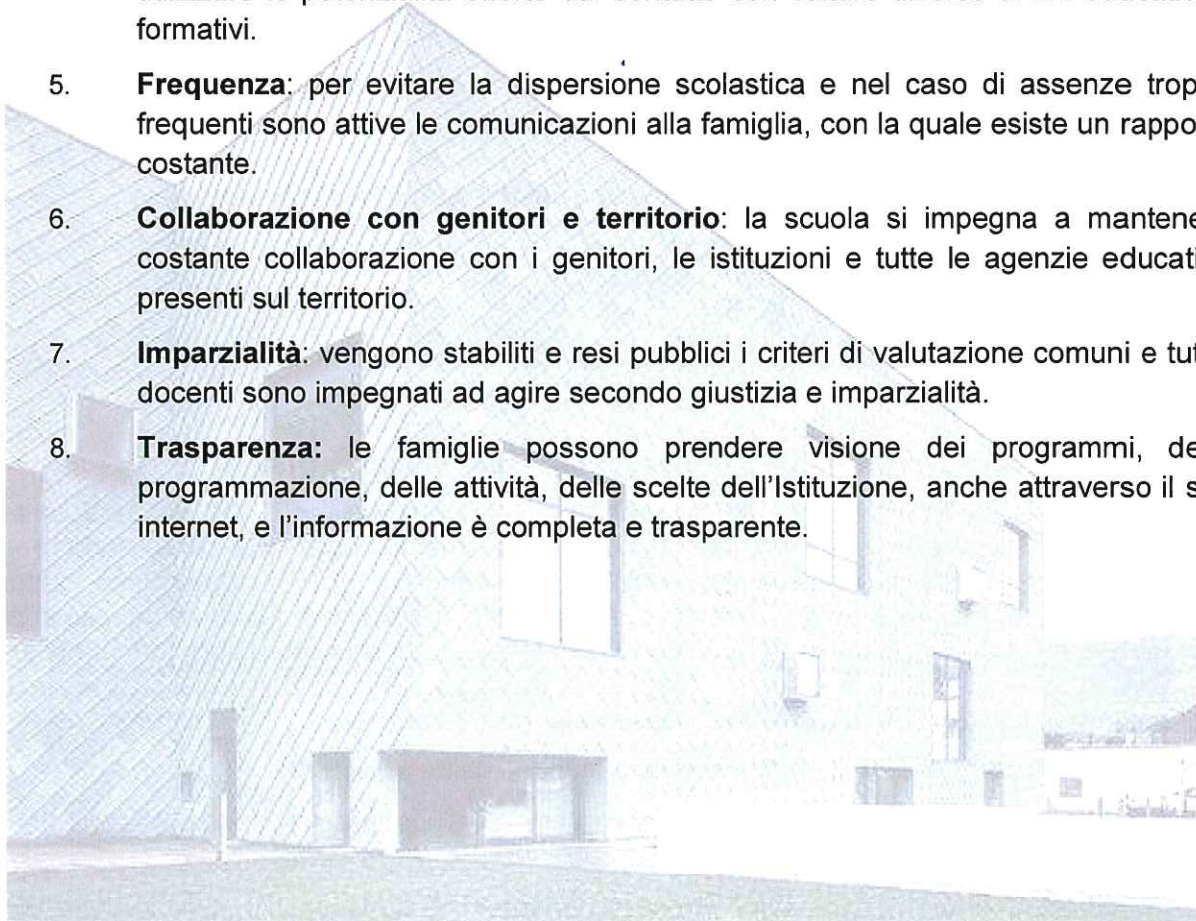 formativi.
5. Frequenza: per evitare la dispersione scolastica e nel caso di assenze trop
frequenti sono attive le comunicazioni alla famiglia, con la quale esiste un rappo
costante.
6. Collaborazione con genitori e territorio: la scuola si impegna a mantene
costante collaborazione con i genitori, le istituzioni e tutte le agenzie educati
presenti sul territorio.
7. Imparzialità: vengono stabiliti e resi pubblici i criteri di valutazione comuni e tut
docenti sono impegnati ad agire secondo giustizia e imparzialità.
8. Trasparenza: le famiglie possono prendere visione dei programmi, de
programmazione, delle attività, delle scelte dell'Istituzione, anche attraverso il s
internet, e l'informazione è completa e trasparente.